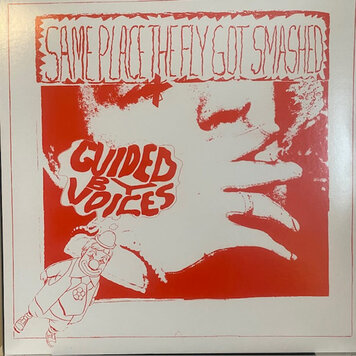 SAME PLACE THE FLY GOT SMASHED
GUIDED
BY
VOICES